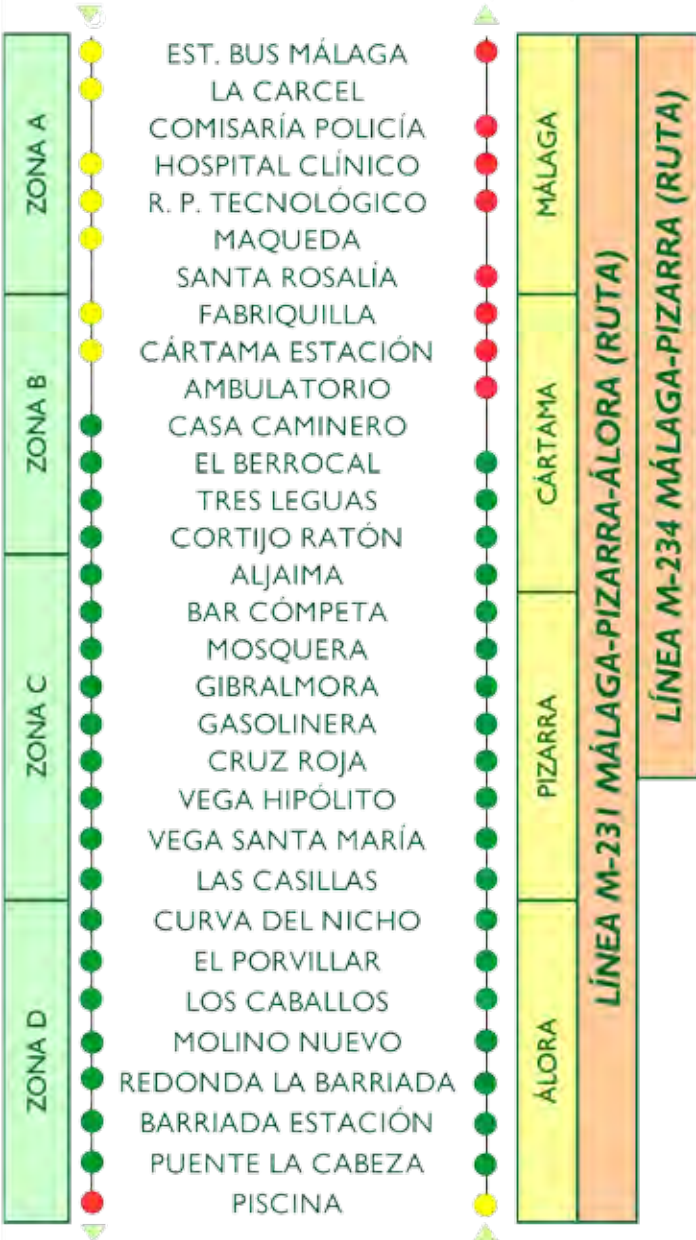 EST. BUS MÁLAGA
LA CARCEL
COMISARÍA POLICÍA
HOSPITAL CLÍNICO
R. P. TECNOLÓGICO
MAQUEDA
SANTA ROSALÍA
FABRIQUILLA
CÁRTAMA ESTACIÓN
AMBULATORIO
CASA CAMINERO
EL BERROCAL
TRES LEGUAS
CORTIJO RATÓN
ALJAIMA
BAR CÓMPETA
MOSQUERA
GIBRALMORA
GASOLINERA
CRUZ ROJA
VEGA HIPÓLITO
VEGA SANTA MARÍA
LAS CASILLAS
CURVA DEL NICHO
EL PORVILLAR
LOS CABALLOS
MOLINO NUEVO
REDONDA LA BARRIADA
BARRIADA ESTACIÓN
PUENTE LA CABEZA
PISCINA
ZONA A
ZONA B
ZONA C
ZONA D
MÁLAGA
CÁRTAMA
PIZARRA
ÁLORA
LÍNEA M-231 MÁLAGA-PIZARRA-ÁLORA (RUTA)
LÍNEA M-234 MÁLAGA-PIZARRA (RUTA)